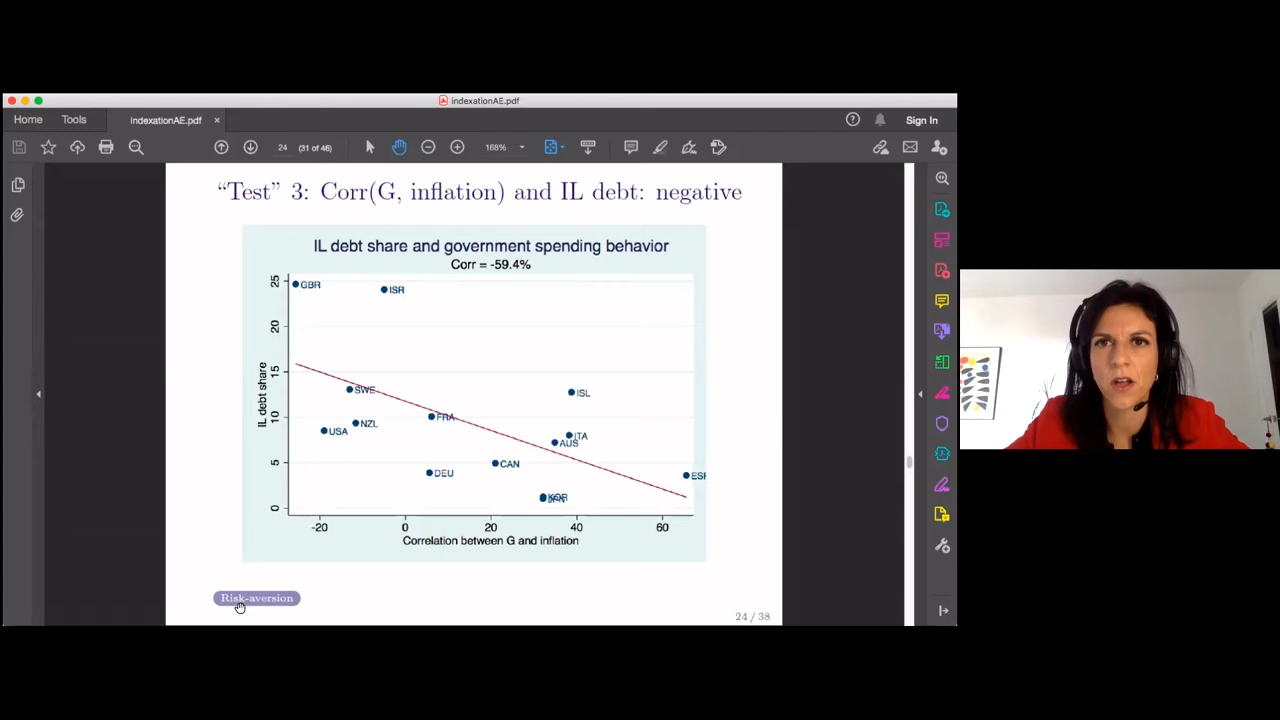 indexationAE.pdf
Home Tools indexationAE.pdf × Sign In
24 (31 of 46) 168%
“Test” 3: Corr(G, inflation) and IL debt: negative
IL debt share and government spending behavior
Corr = -59.4%
IL debt share
25
20
15
10
5
0
GBR
ISR
SWE
ISL
FRA
NZL
USA
ITA
AUS
CAN
DEU
ESP
KOR
JPN
-20 0 20 40 60
Correlation between G and inflation
Risk-aversion
24 / 38